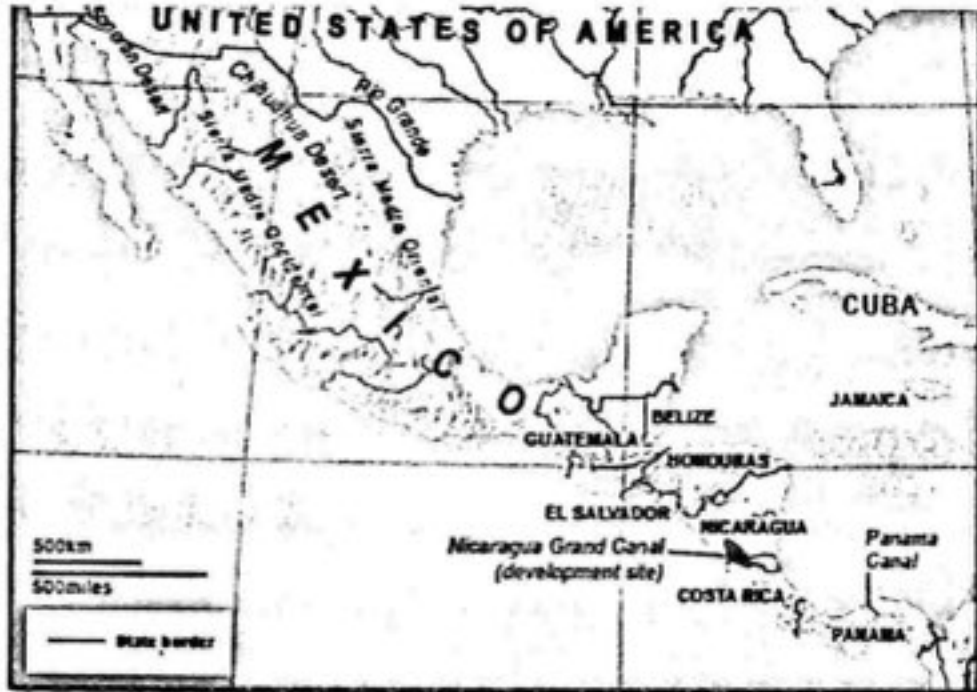 UNITED STATES OF AMERICA
Sonoran Desert
Chihuahua Desert
Rio Grande
Sierra Madre Occidental
Sierra Madre Oriental
MEXICO
CUBA
JAMAICA
BELIZE
GUATEMALA
HONDURAS
EL SALVADOR
NICARAGUA
Nicaragua Grand Canal
(development site)
Panama
Canal
COSTA RICA
PANAMA
500km
500miles
State border